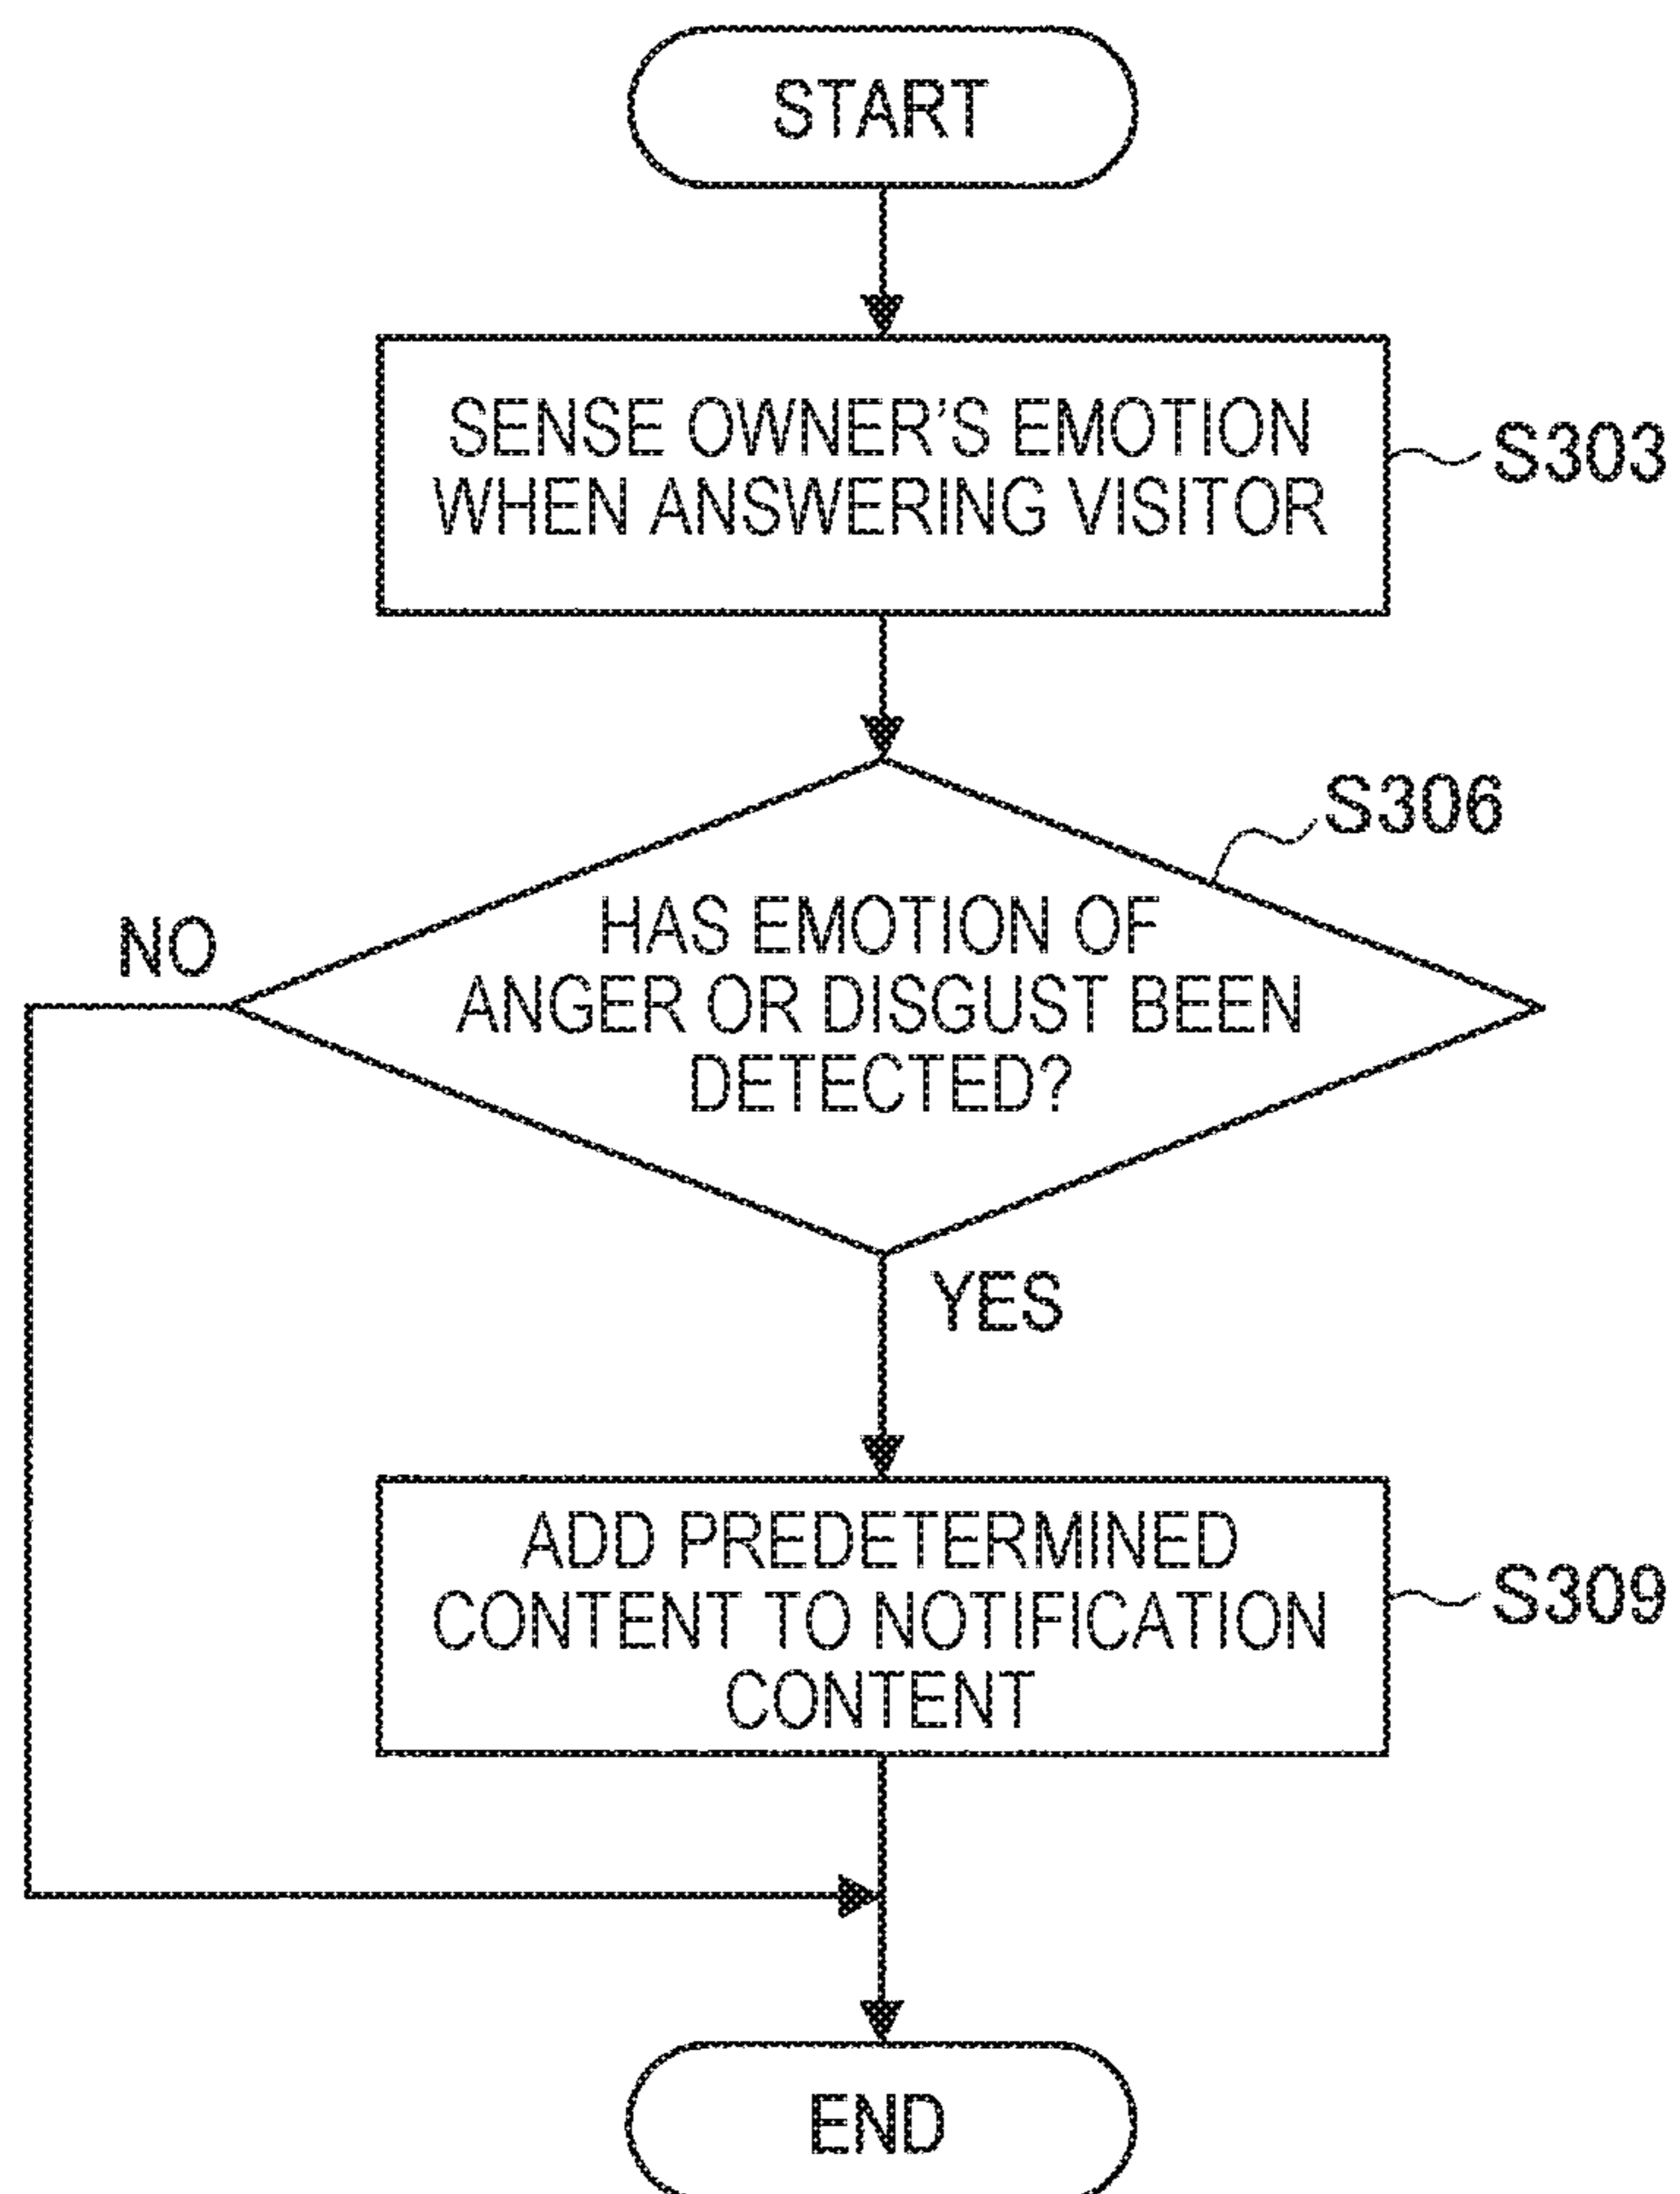 START
SENSE OWNER'S EMOTION
WHEN ANSWERING VISITOR
S303
S306
HAS EMOTION OF
ANGER OR DISGUST BEEN
DETECTED?
NO
YES
ADD PREDETERMINED
CONTENT TO NOTIFICATION
CONTENT
S309
END